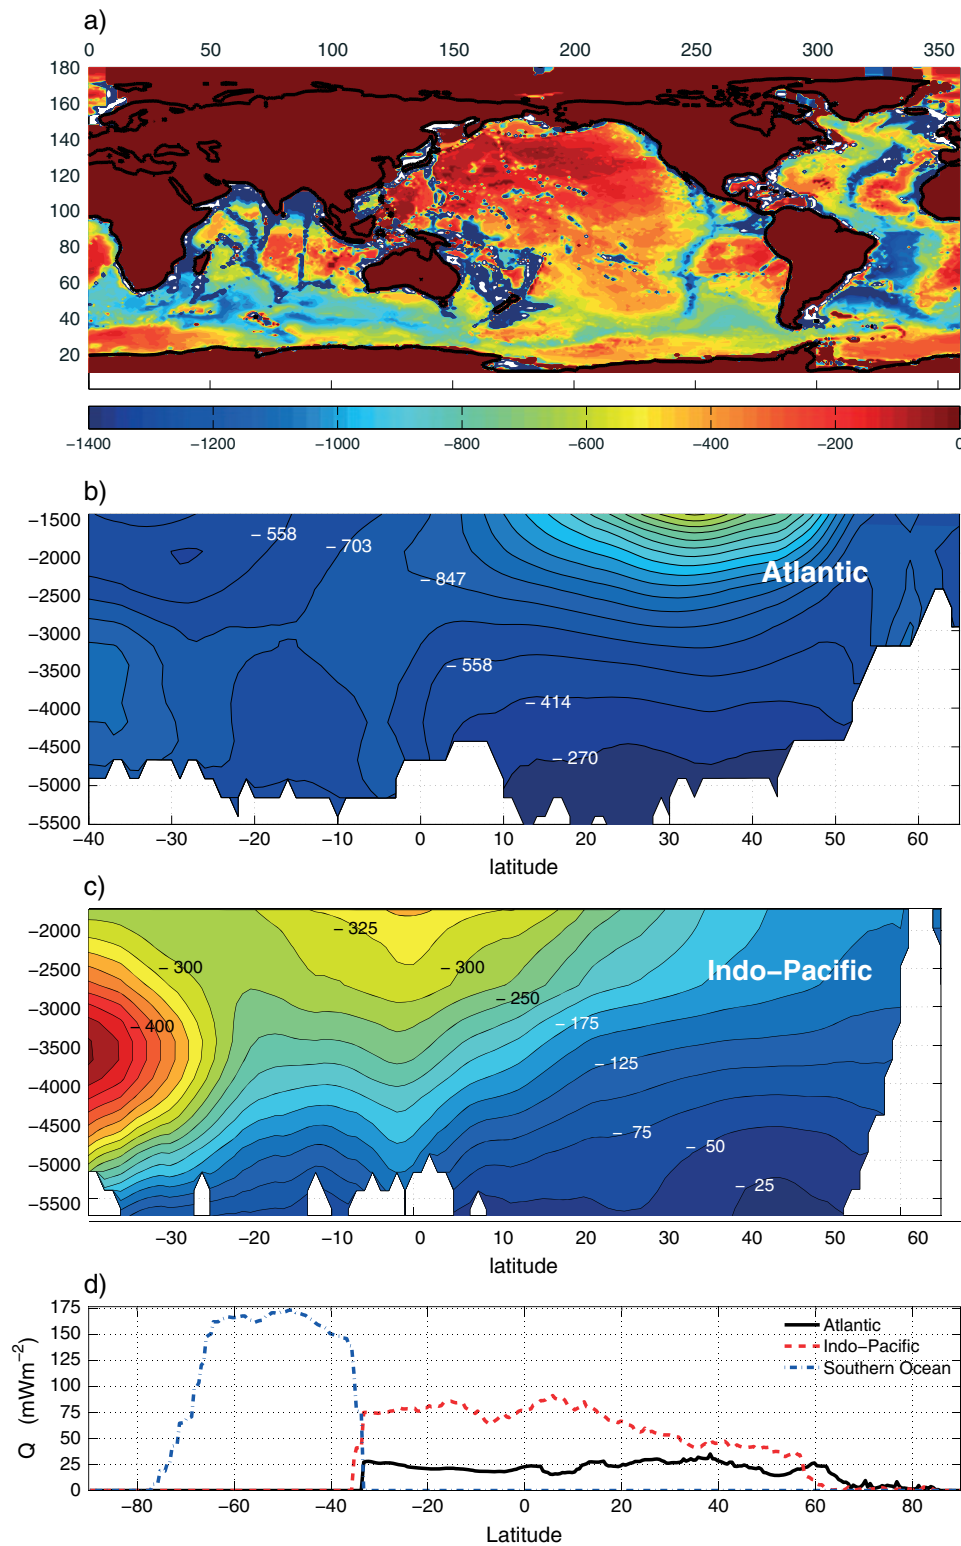 a)
0 50 100 150 200 250 300 350
180
160
140
120
100
80
60
40
20
−1400 −1200 −1000 −800 −600 −400 −200 0
b)
−1500
−2000
−2500
−3000
−3500
−4000
−4500
−5000
−5500
− 558
− 703
− 847
Atlantic
− 558
− 414
− 270
−40 −30 −20 −10 0 10 20 30 40 50 60
latitude
c)
−2000
−2500
−3000
−3500
−4000
−4500
−5000
−5500
− 325
− 300
− 300
Indo−Pacific
− 250
− 400
− 175
− 125
− 75
− 50
− 25
−30 −20 −10 0 10 20 30 40 50 60
latitude
d)
175
150
125
100
75
50
25
0
Q (mWm−2)
Atlantic
Indo−Pacific
Southern Ocean
−80 −60 −40 −20 0 20 40 60 80
Latitude